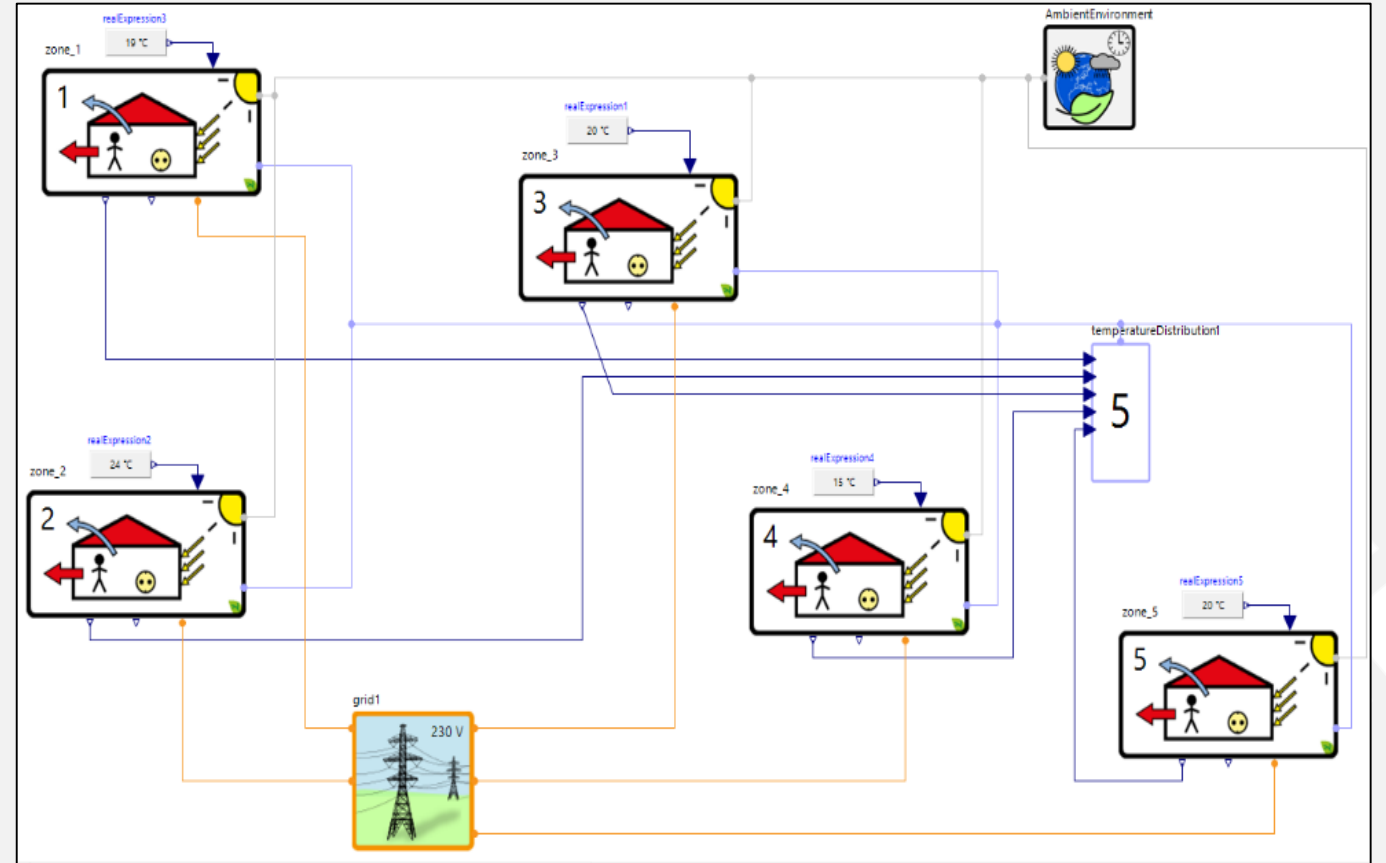 realExpression3
19 °C
zone_1
1
AmbientEnvironment
realExpression1
20 °C
zone_3
3
temperatureDistribution1
5
realExpression2
24 °C
zone_2
2
realExpression4
15 °C
zone_4
4
realExpression5
20 °C
zone_5
5
grid1
230 V